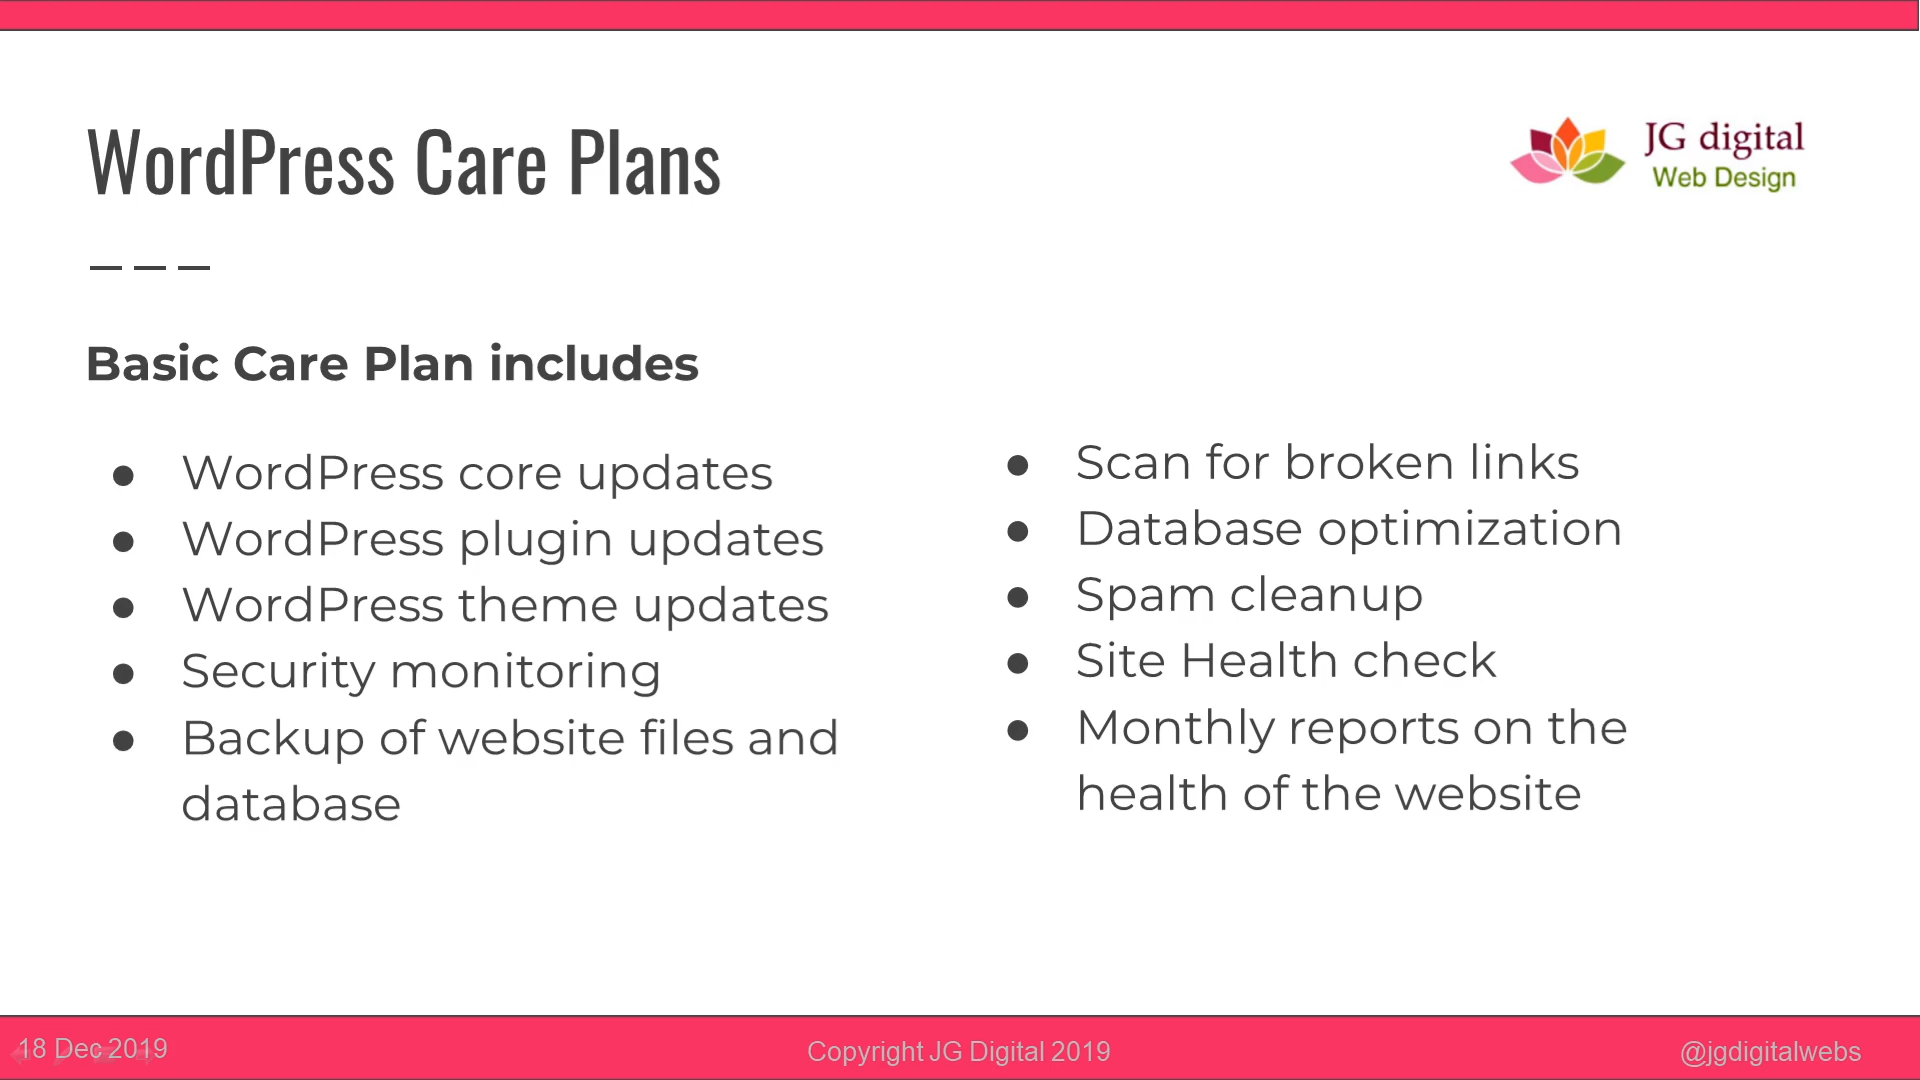 WordPress Care Plans
JG digital
Web Design
Basic Care Plan includes
● WordPress core updates
● WordPress plugin updates
● WordPress theme updates
● Security monitoring
● Backup of website files and
database
● Scan for broken links
● Database optimization
● Spam cleanup
● Site Health check
● Monthly reports on the
health of the website
18 Dec 2019
Copyright JG Digital 2019
@jgdigitalwebs